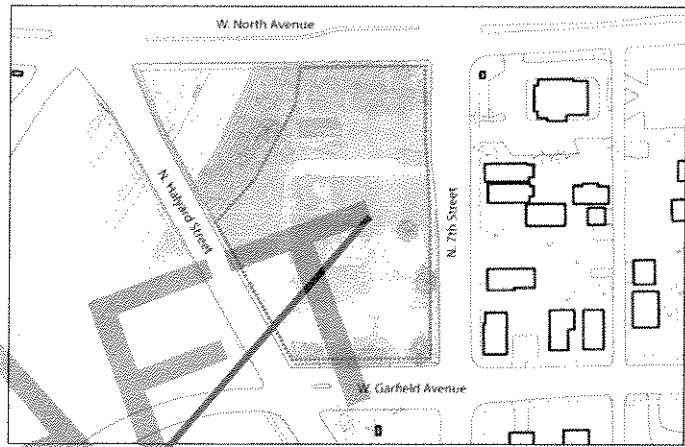 W. North Avenue
N. Halyard Street
N. 7th Street
W. Garfield Avenue